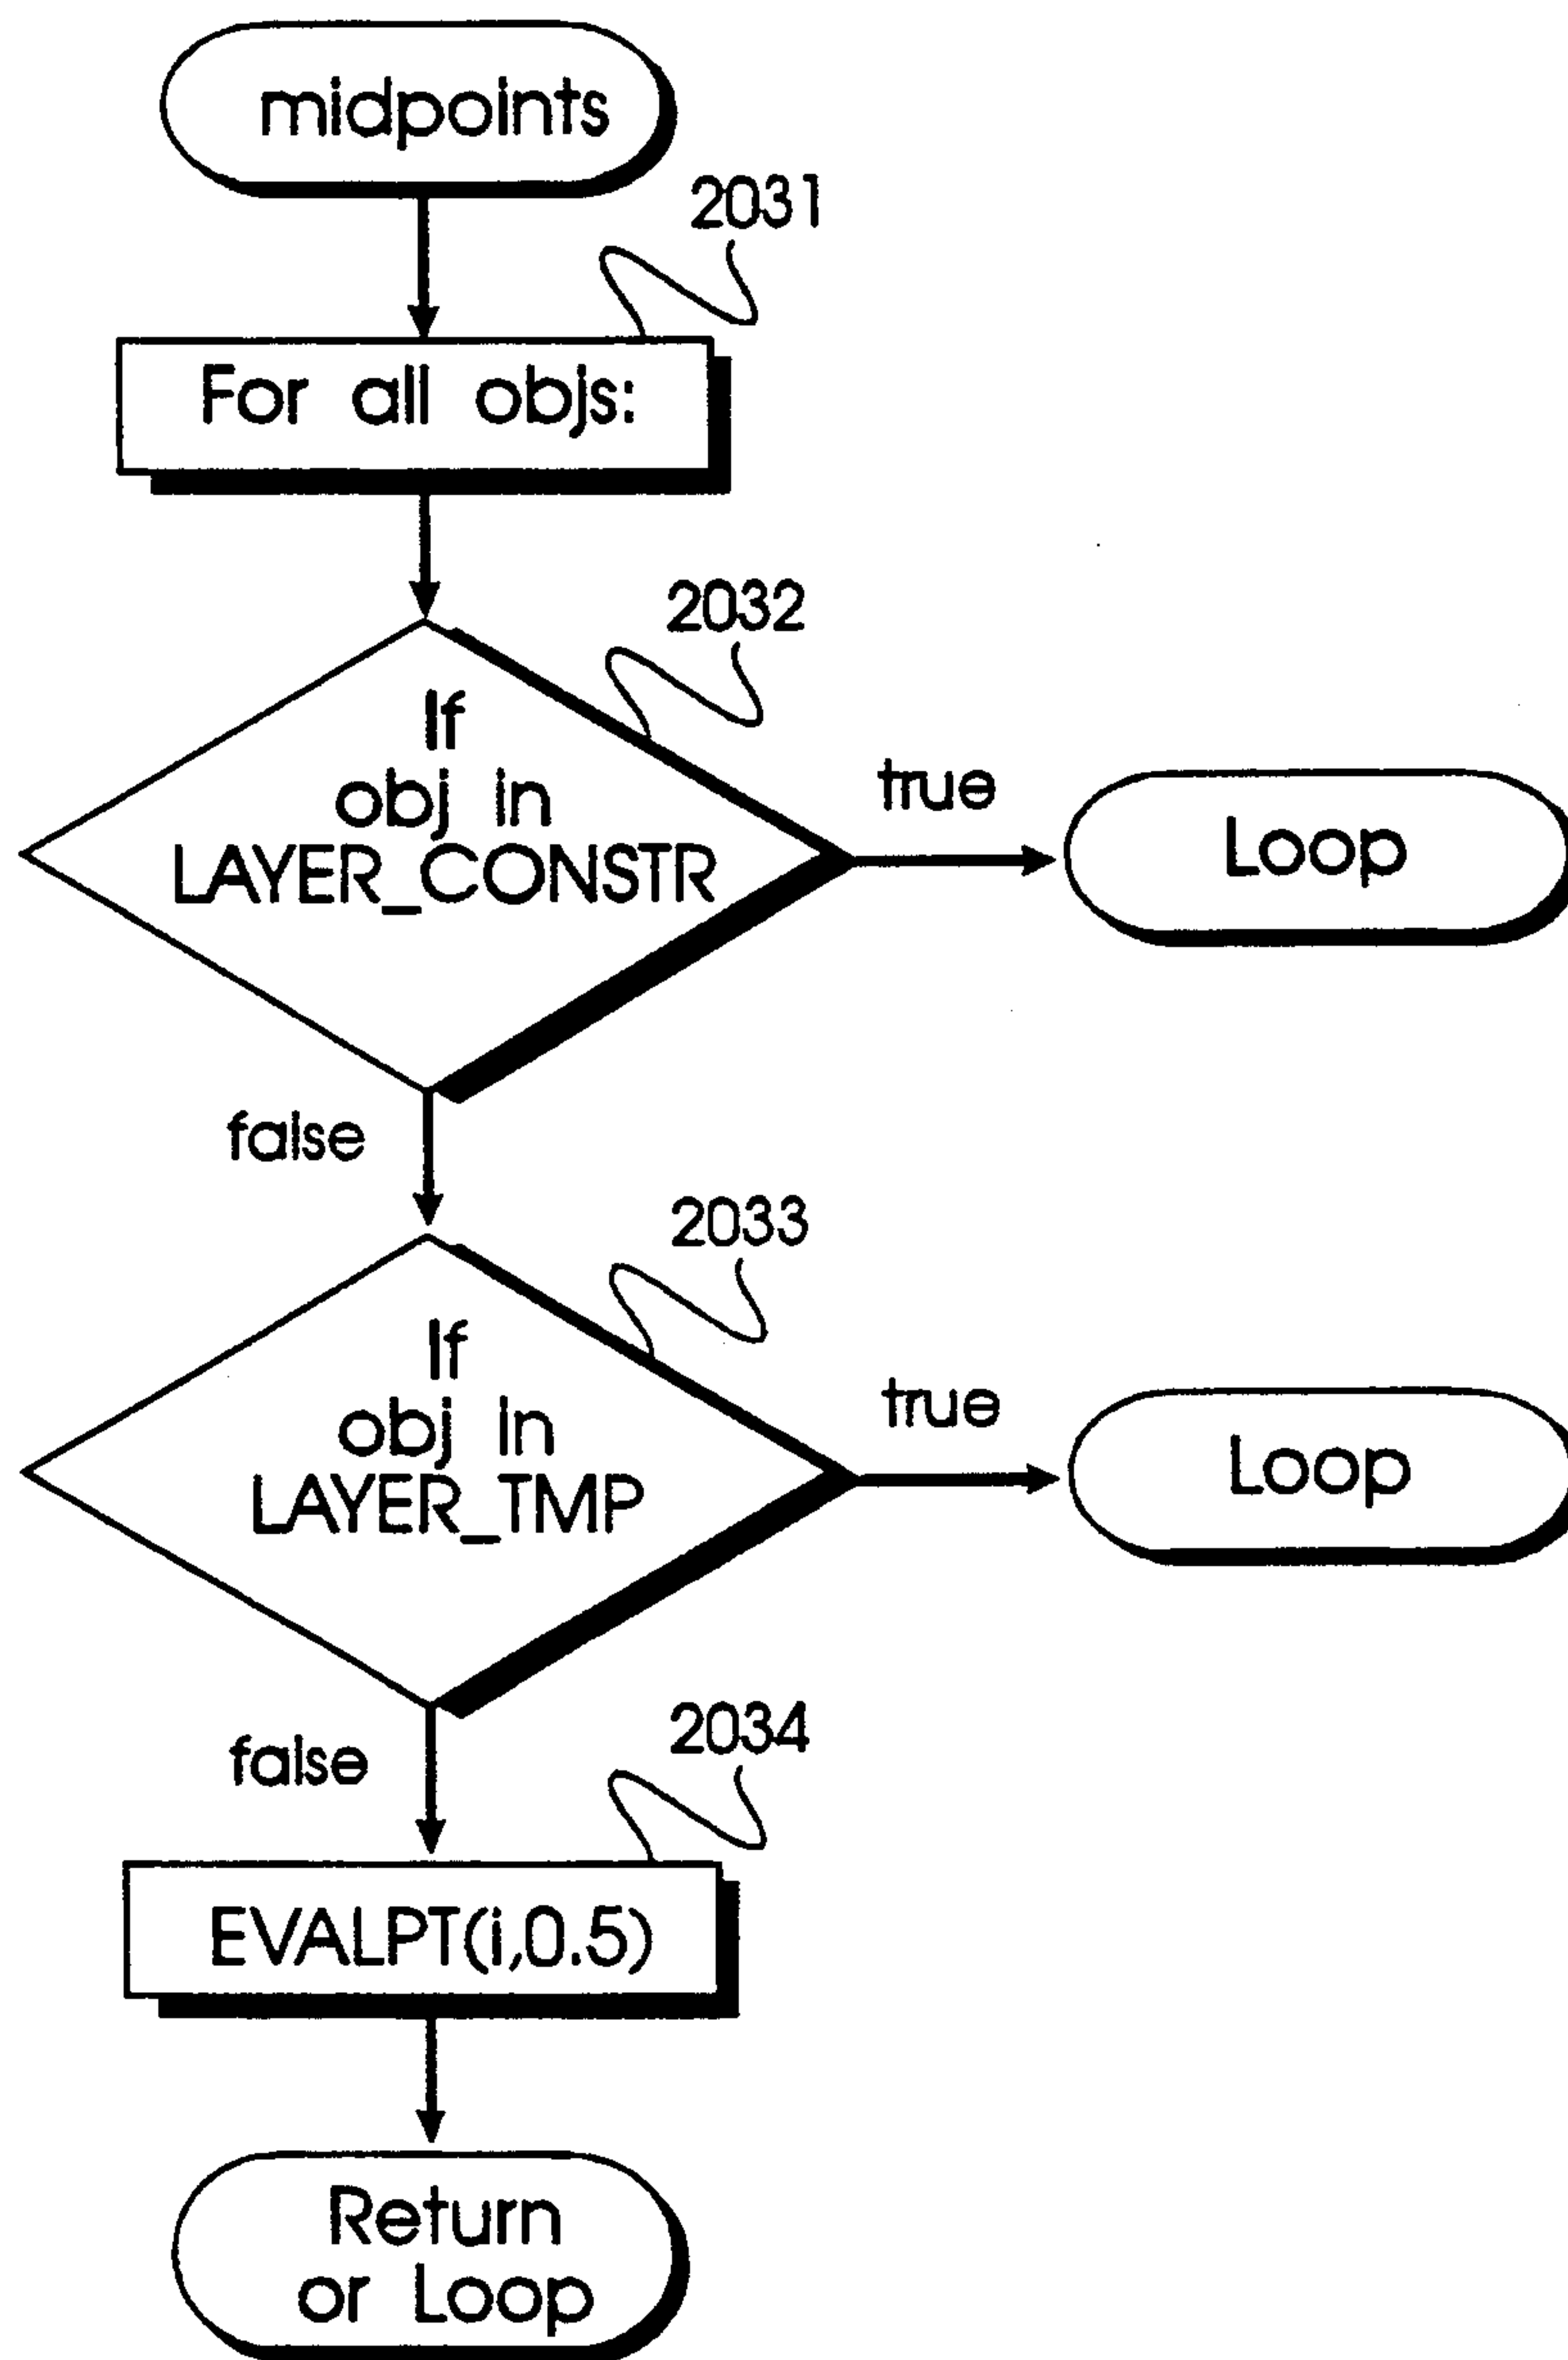 midpoints
2031
For all objs:
2032
If
obj in
LAYER_CONSTR
true
Loop
false
2033
If
obj In
LAYER_TMP
true
Loop
false
2034
EVALPT(i,0.5)
Return
or Loop